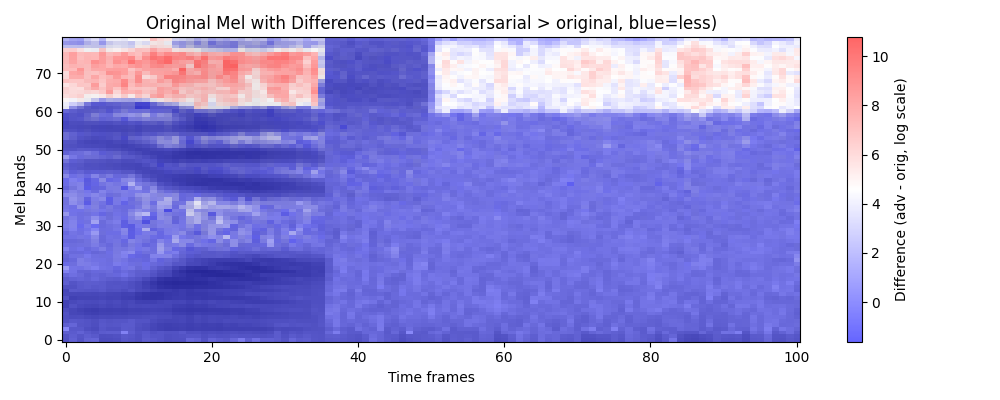 Original Mel with Differences (red=adversarial > original, blue=less)
Mel bands
70
60
50
40
30
20
10
0
0 20 40 60 80 100
Time frames
10
8
6
4
2
0
Difference (adv - orig, log scale)